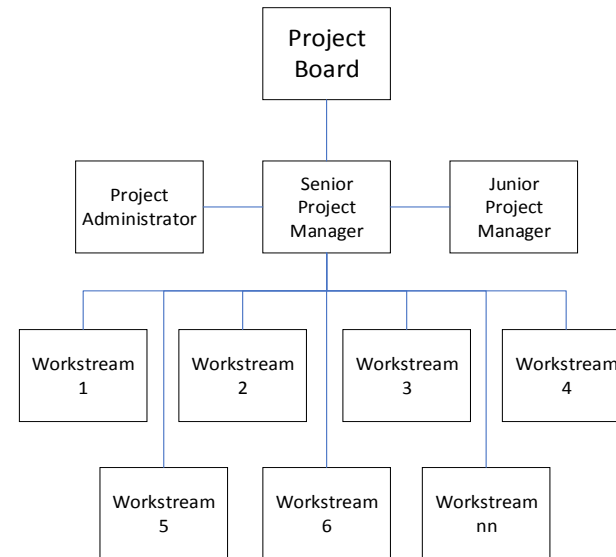 Project
Board
Project
Administrator
Senior
Project
Manager
Junior
Project
Manager
Workstream
1
Workstream
2
Workstream
3
Workstream
4
Workstream
5
Workstream
6
Workstream
nn